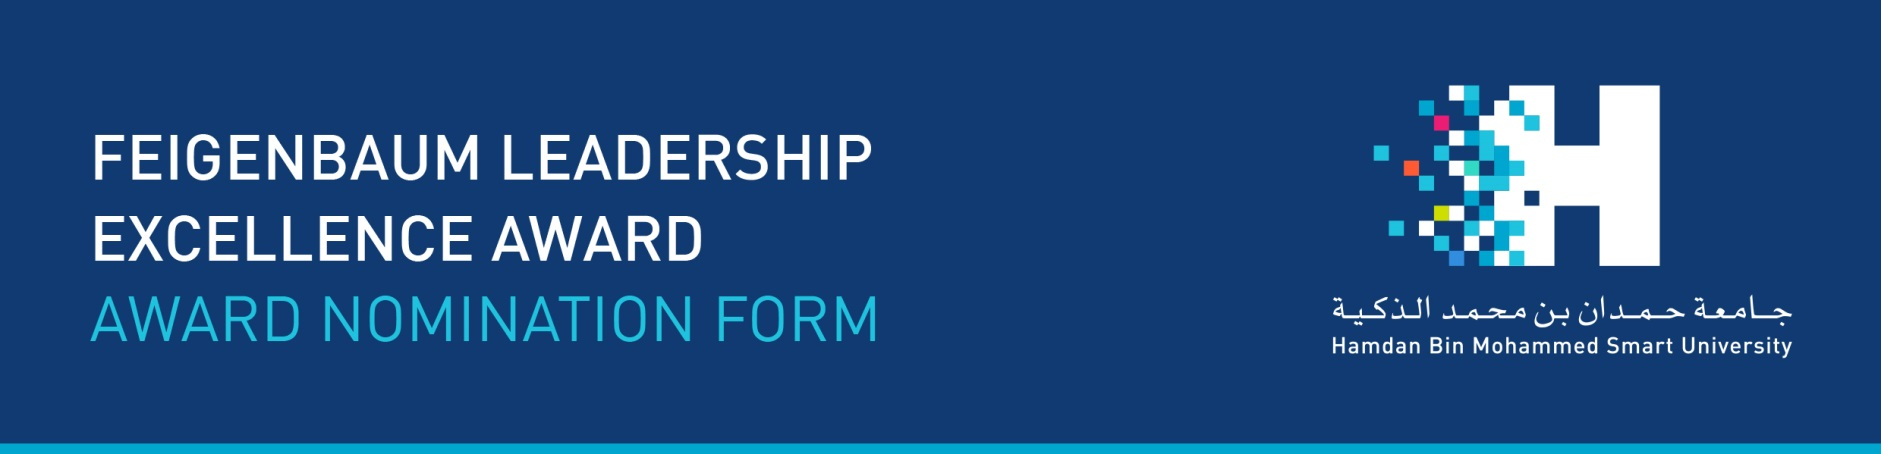 FEIGENBAUM LEADERSHIP
EXCELLENCE AWARD
AWARD NOMINATION FORM
جامعة حمدان بن محمد الذكية
Hamdan Bin Mohammed Smart University